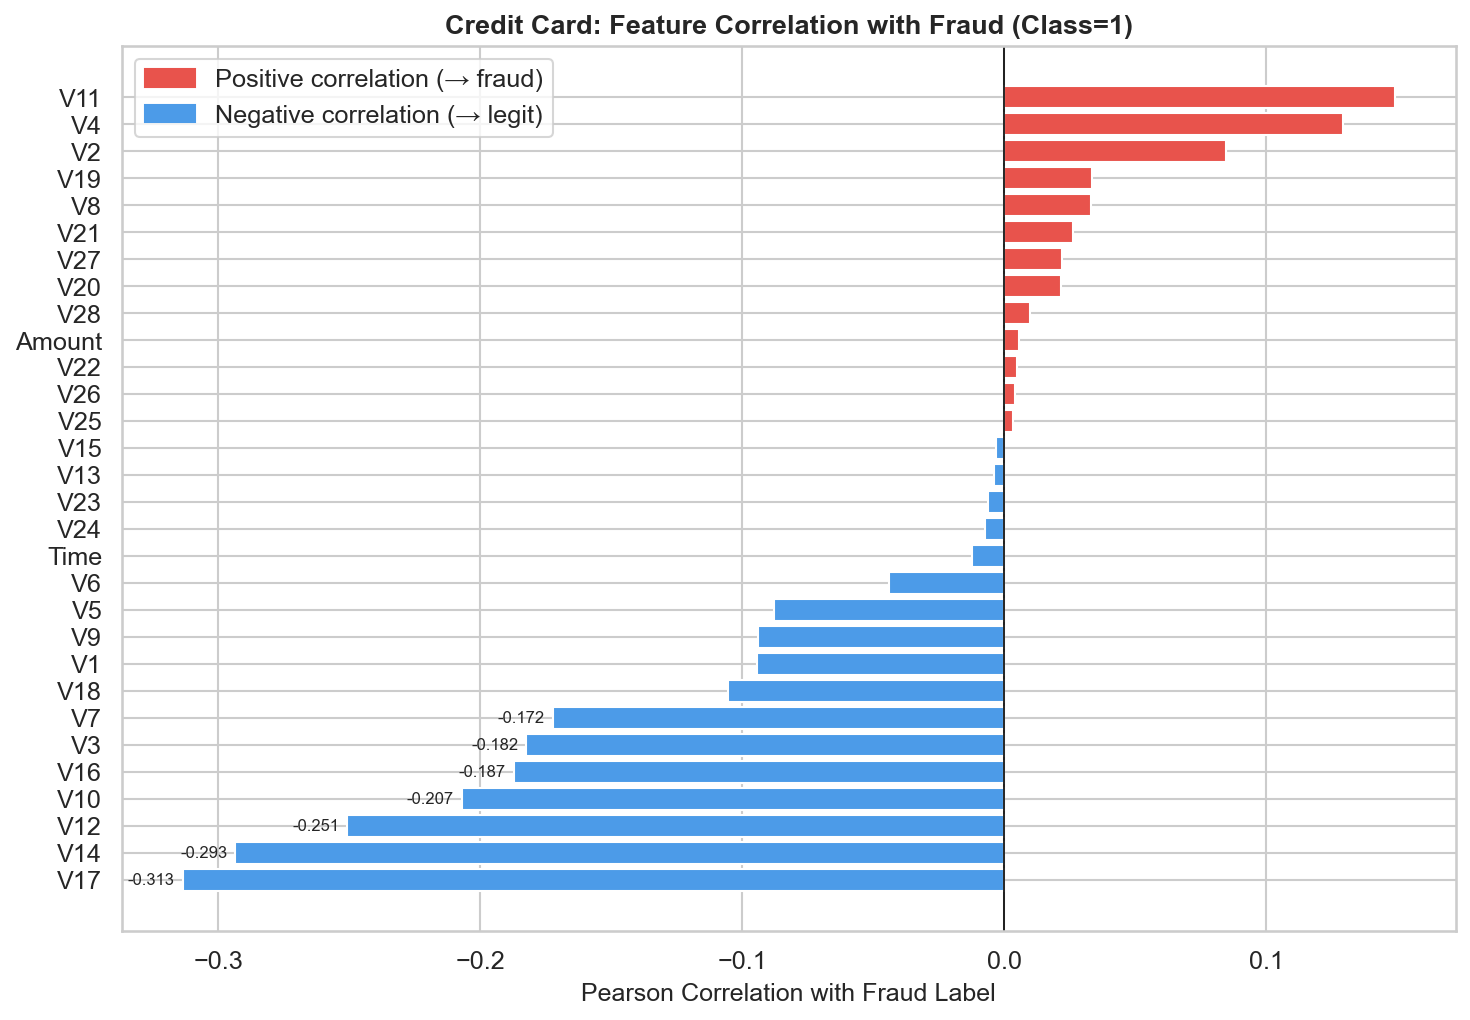 Credit Card: Feature Correlation with Fraud (Class=1)
Positive correlation (→ fraud)
Negative correlation (→ legit)
V11
V4
V2
V19
V8
V21
V27
V20
V28
Amount
V22
V26
V25
V15
V13
V23
V24
Time
V6
V5
V9
V1
V18
V7 -0.172
V3 -0.182
V16 -0.187
V10 -0.207
V12 -0.251
V14 -0.293
V17 -0.313
−0.3 −0.2 −0.1 0.0 0.1
Pearson Correlation with Fraud Label